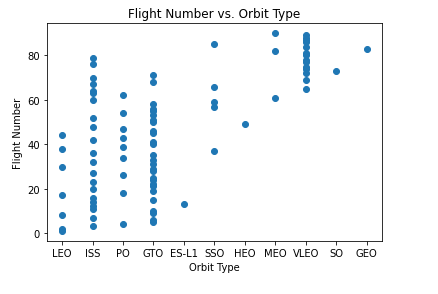 Flight Number vs. Orbit Type
Flight Number
80
60
40
20
0
LEO ISS PO GTO ES-L1 SSO HEO MEO VLEO SO GEO
Orbit Type